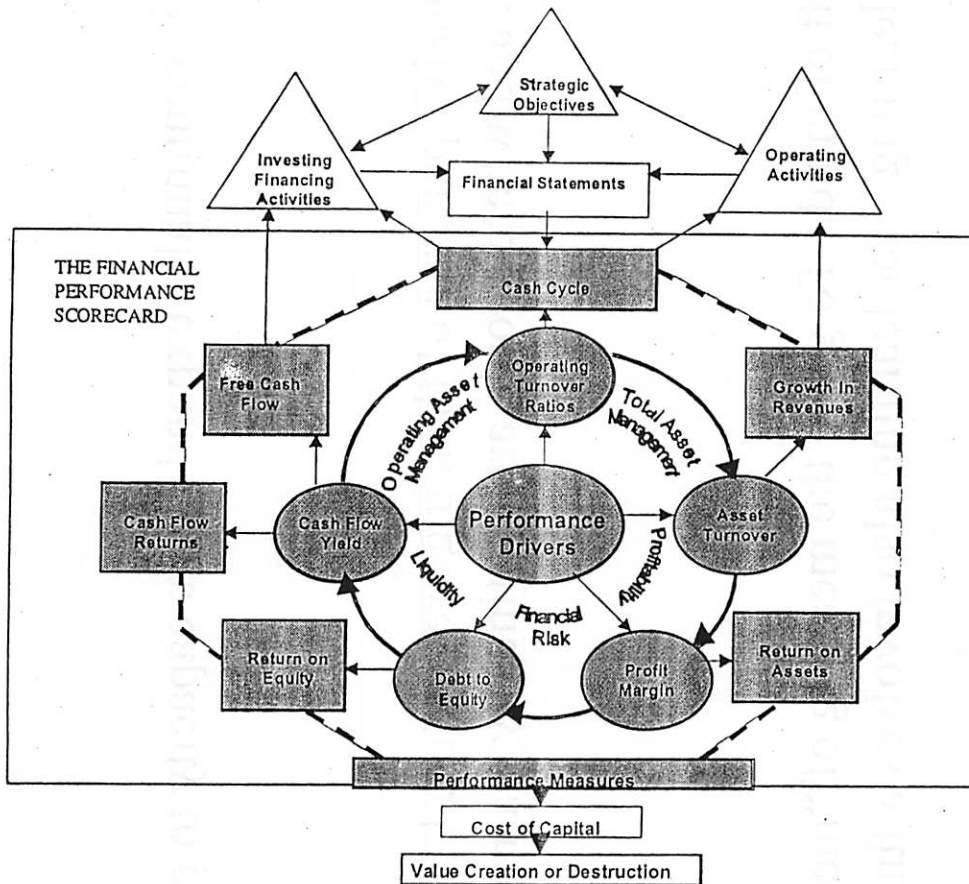 Strategic
Objectives
Investing
Financing
Activities
Financial Statements
Operating
Activities
THE FINANCIAL
PERFORMANCE
SCORECARD
Cash Cycle
Free Cash
Flow
Operating
Turnover
Ratios
Growth In
Revenues
Operating Asset
Management
Total Asset
Management
Cash Flow
Returns
Cash Flow
Yield
Performance
Drivers
Asset
Turnover
Liquidity
Profitability
Financial
Risk
Return on
Equity
Debt to
Equity
Profit
Margin
Return on
Assets
Performance Measures
Cost of Capital
Value Creation or Destruction